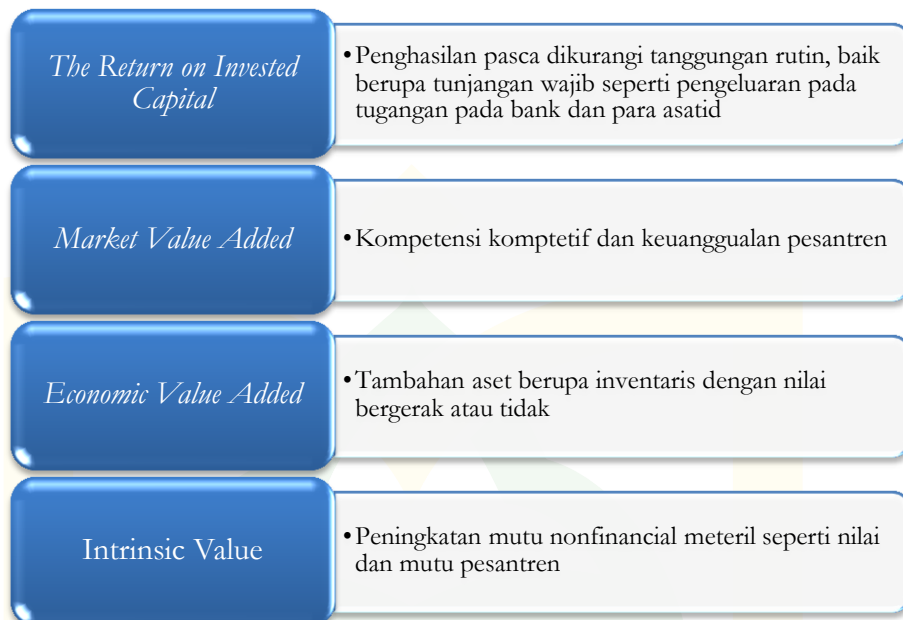 The Return on Invested
Capital
•Penghasilan pasca dikurangi tanggungan rutin, baik
berupa tunjangan wajib seperti pengeluaran pada
tugangan pada bank dan para asatid
Market Value Added
•Kompetensi komptetif dan keuanggualan pesantren
Economic Value Added
•Tambahan aset berupa inventaris dengan nilai
bergerak atau tidak
Intrinsic Value
•Peningkatan mutu nonfinancial meteril seperti nilai
dan mutu pesantren